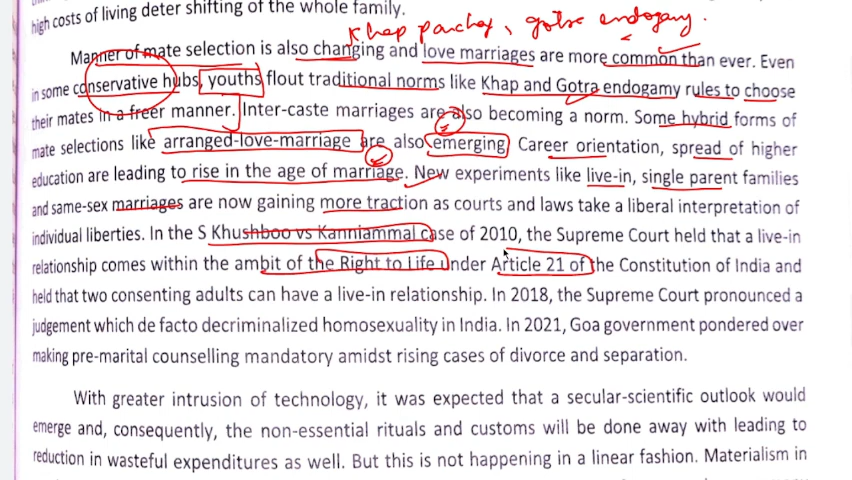 high costs of living deter shifting of the whole family.
Khap panchay, gotra endogamy.
Manner of mate selection is also changing and love marriages are more common than ever. Even
in some conservative hubs, youths flout traditional norms like Khap and Gotra endogamy rules to choose
their mates in a freer manner. Inter-caste marriages are also becoming a norm. Some hybrid forms of
mate selections like arranged-love-marriage are also emerging. Career orientation, spread of higher
education are leading to rise in the age of marriage. New experiments like live-in, single parent families
and same-sex marriages are now gaining more traction as courts and laws take a liberal interpretation of
individual liberties. In the S Khushboo vs Kanniammal case of 2010, the Supreme Court held that a live-in
relationship comes within the ambit of the Right to Life under Article 21 of the Constitution of India and
held that two consenting adults can have a live-in relationship. In 2018, the Supreme Court pronounced a
judgement which de facto decriminalized homosexuality in India. In 2021, Goa government pondered over
making pre-marital counselling mandatory amidst rising cases of divorce and separation.
With greater intrusion of technology, it was expected that a secular-scientific outlook would
emerge and, consequently, the non-essential rituals and customs will be done away with leading to
reduction in wasteful expenditures as well. But this is not happening in a linear fashion. Materialism in